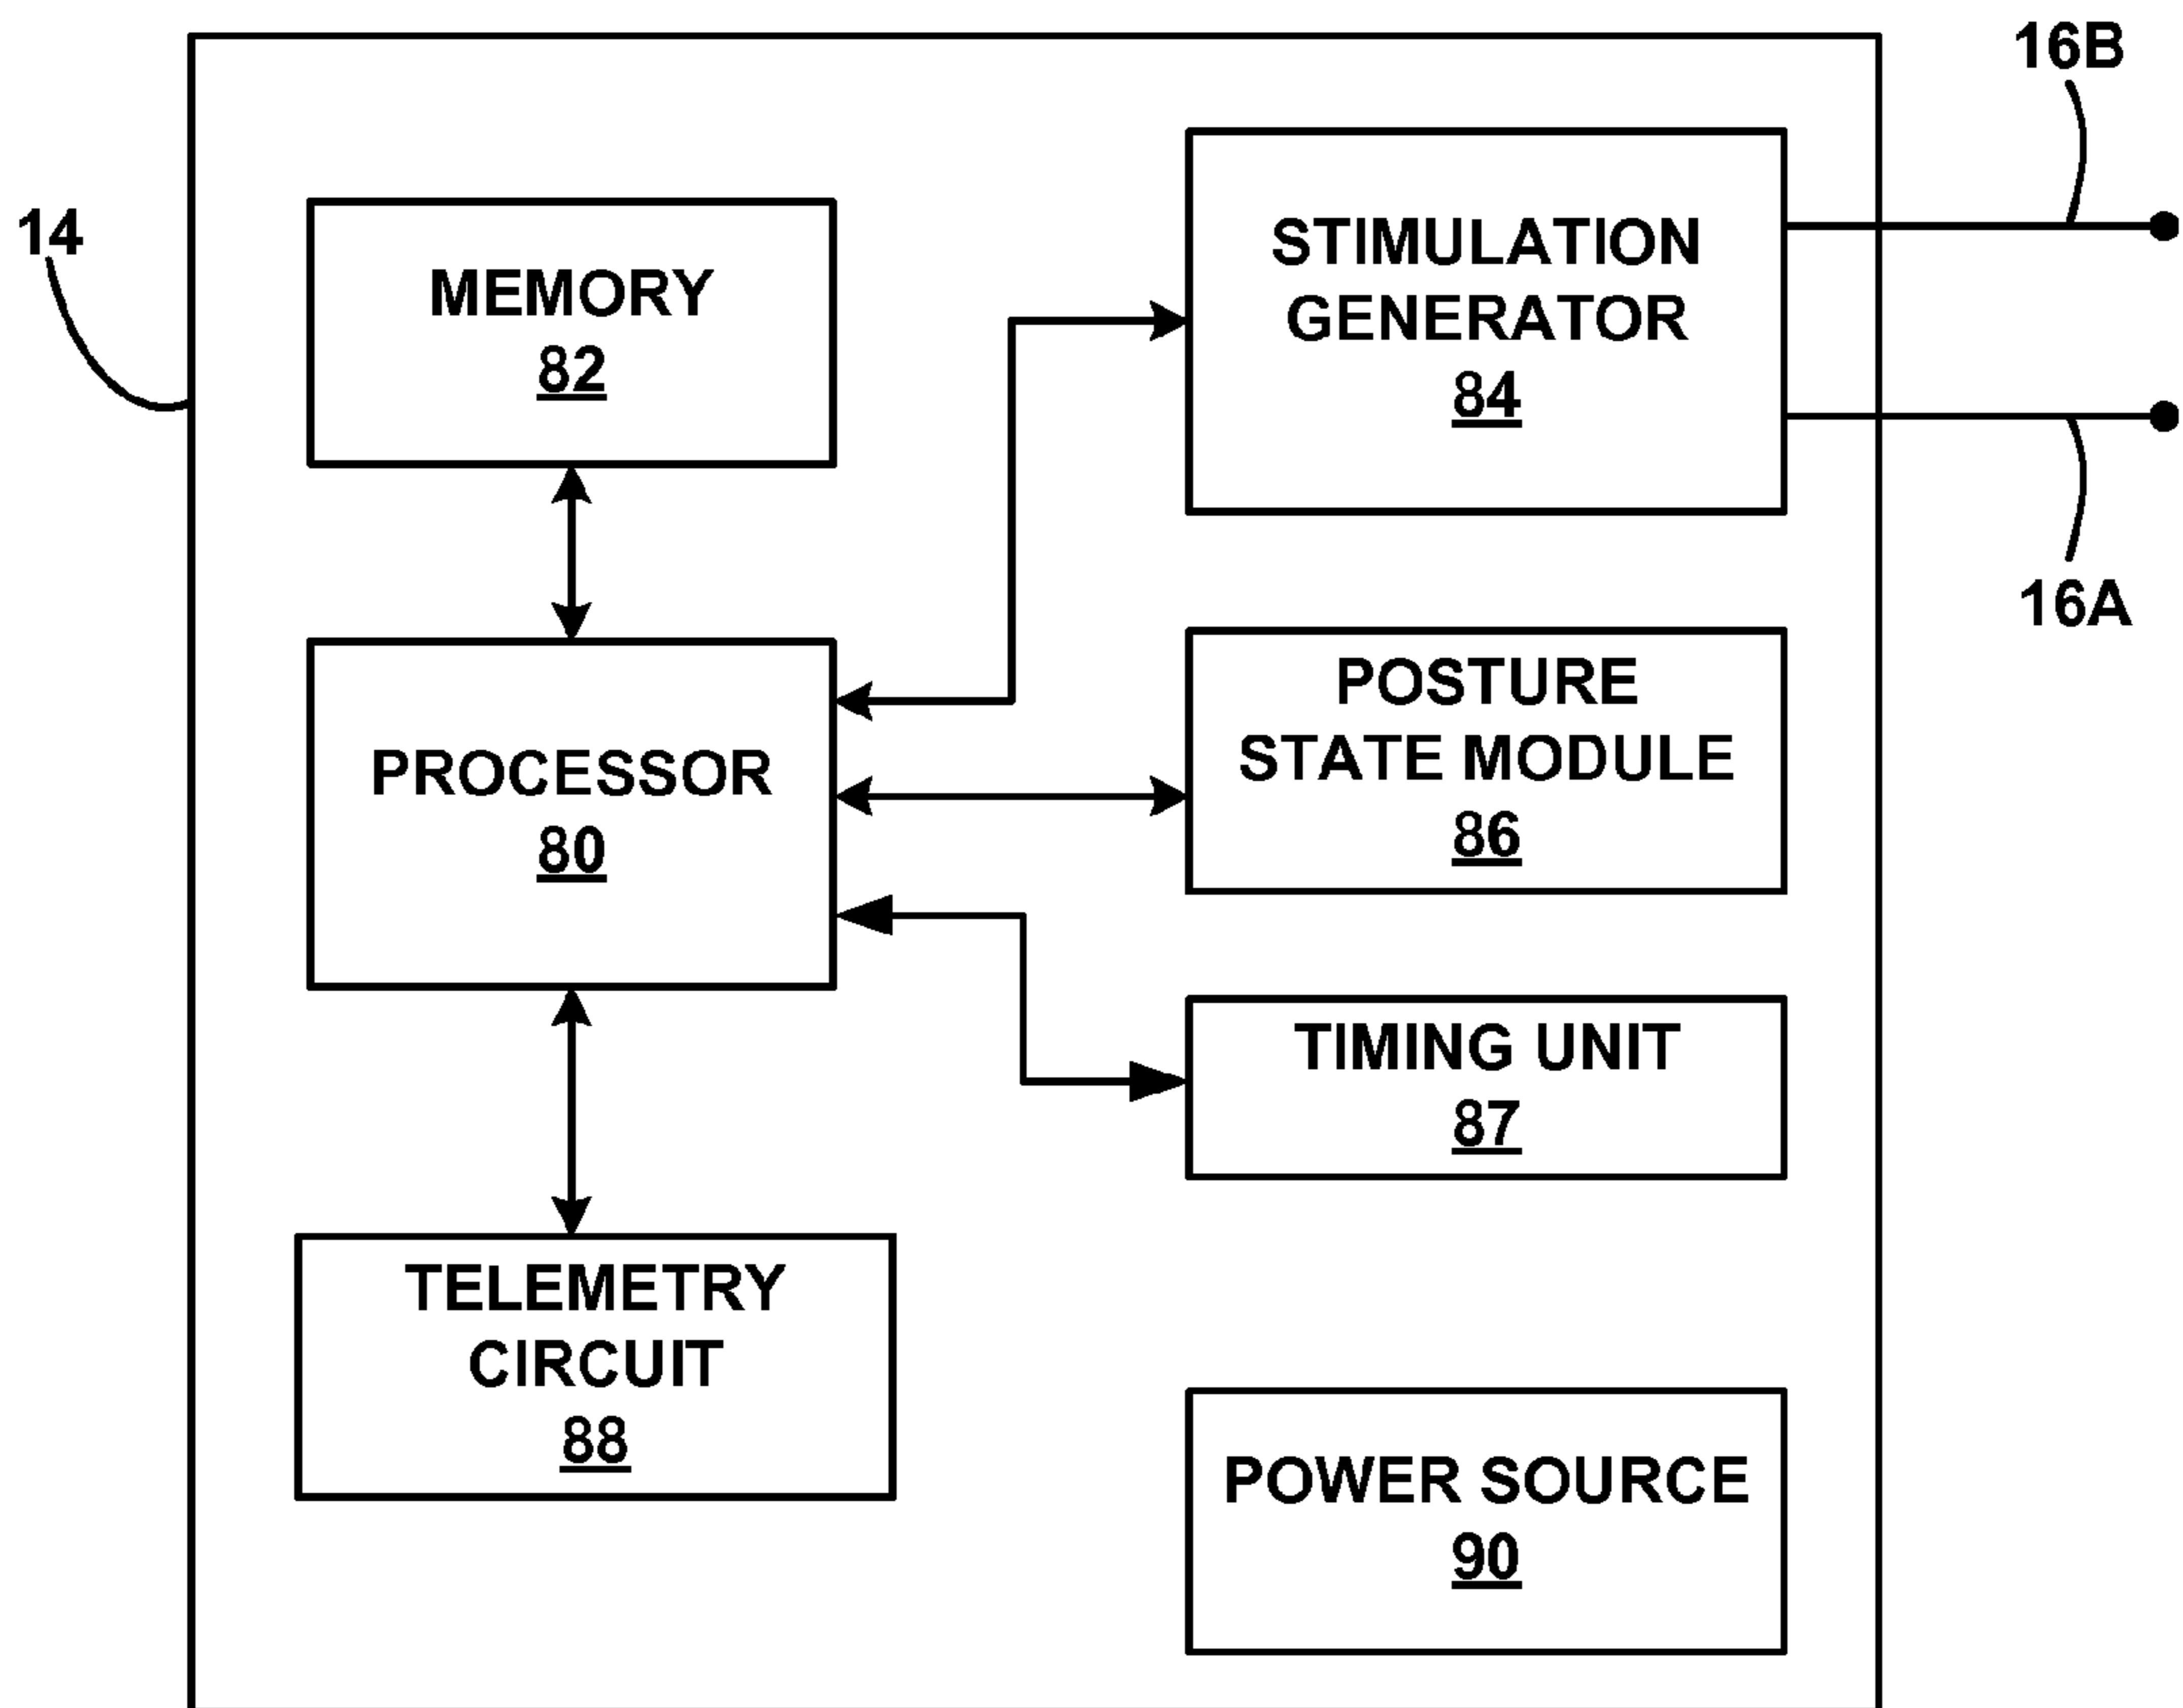 16B
14
MEMORY
82
STIMULATION
GENERATOR
84
16A
PROCESSOR
80
POSTURE
STATE MODULE
86
TIMING UNIT
87
TELEMETRY
CIRCUIT
88
POWER SOURCE
90